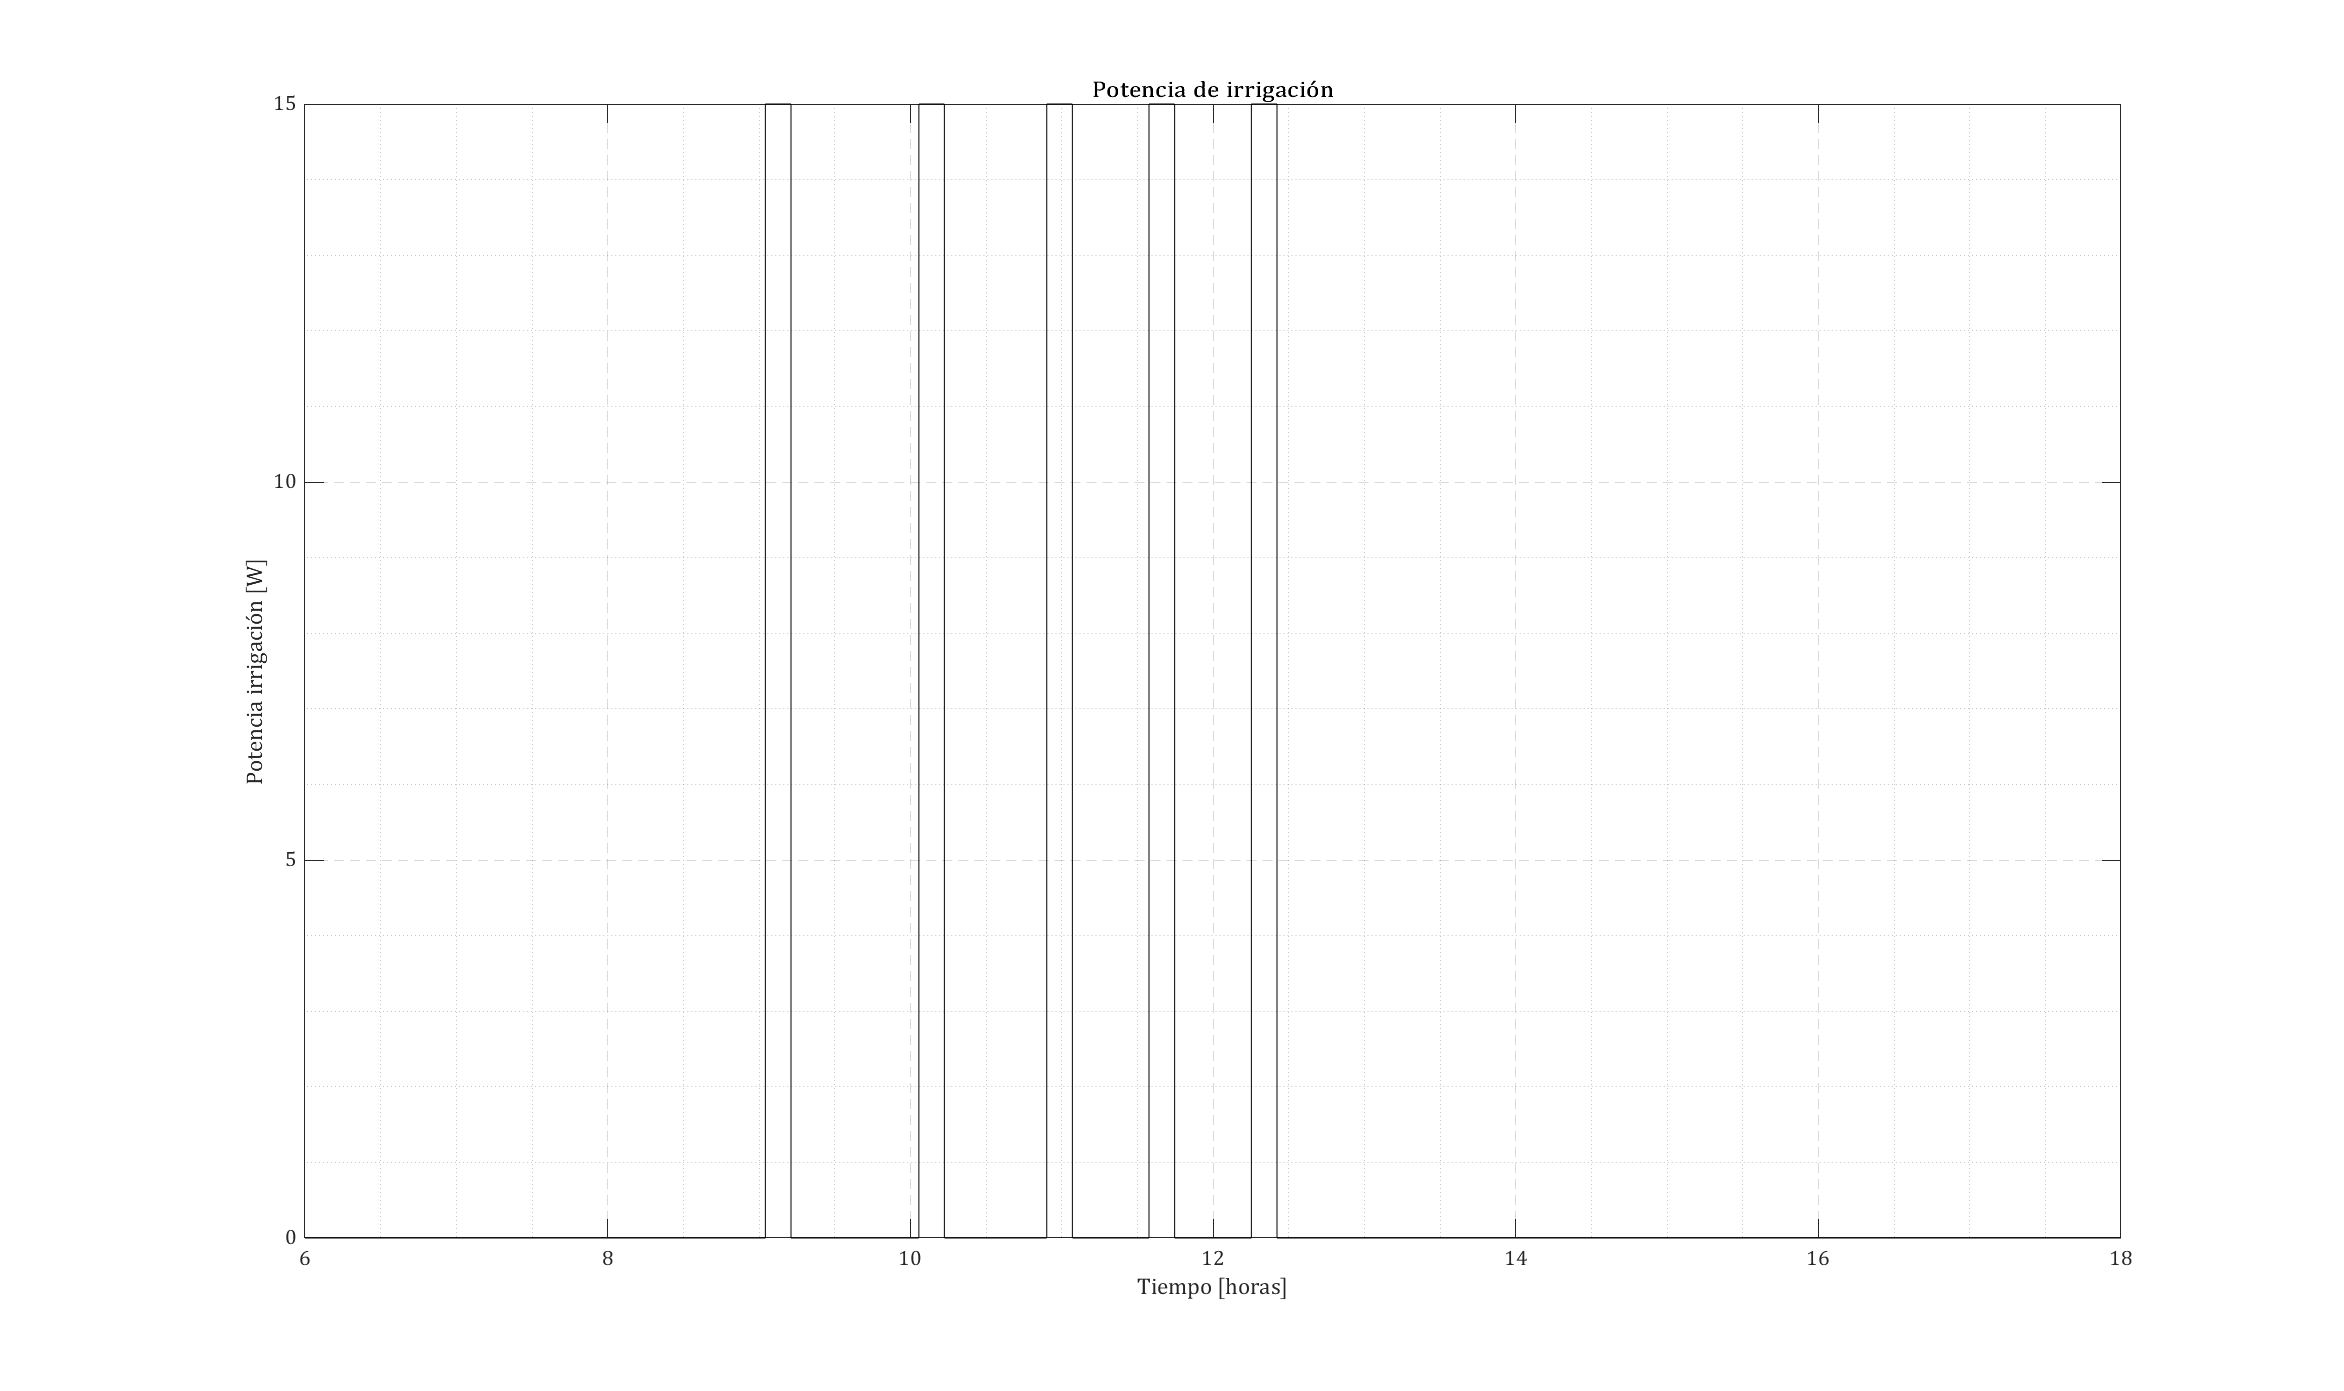 Potencia de irrigación
15
10
5
0
Potencia irrigación [W]
6 8 10 12 14 16 18
Tiempo [horas]